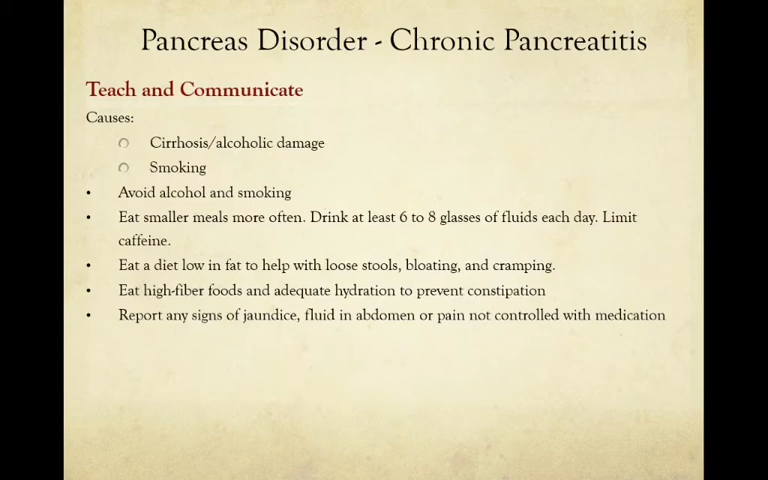 Pancreas Disorder - Chronic Pancreatitis
Teach and Communicate
Causes:
Cirrhosis/alcoholic damage
Smoking
• Avoid alcohol and smoking
• Eat smaller meals more often. Drink at least 6 to 8 glasses of fluids each day. Limit
caffeine.
• Eat a diet low in fat to help with loose stools, bloating, and cramping.
• Eat high-fiber foods and adequate hydration to prevent constipation
• Report any signs of jaundice, fluid in abdomen or pain not controlled with medication